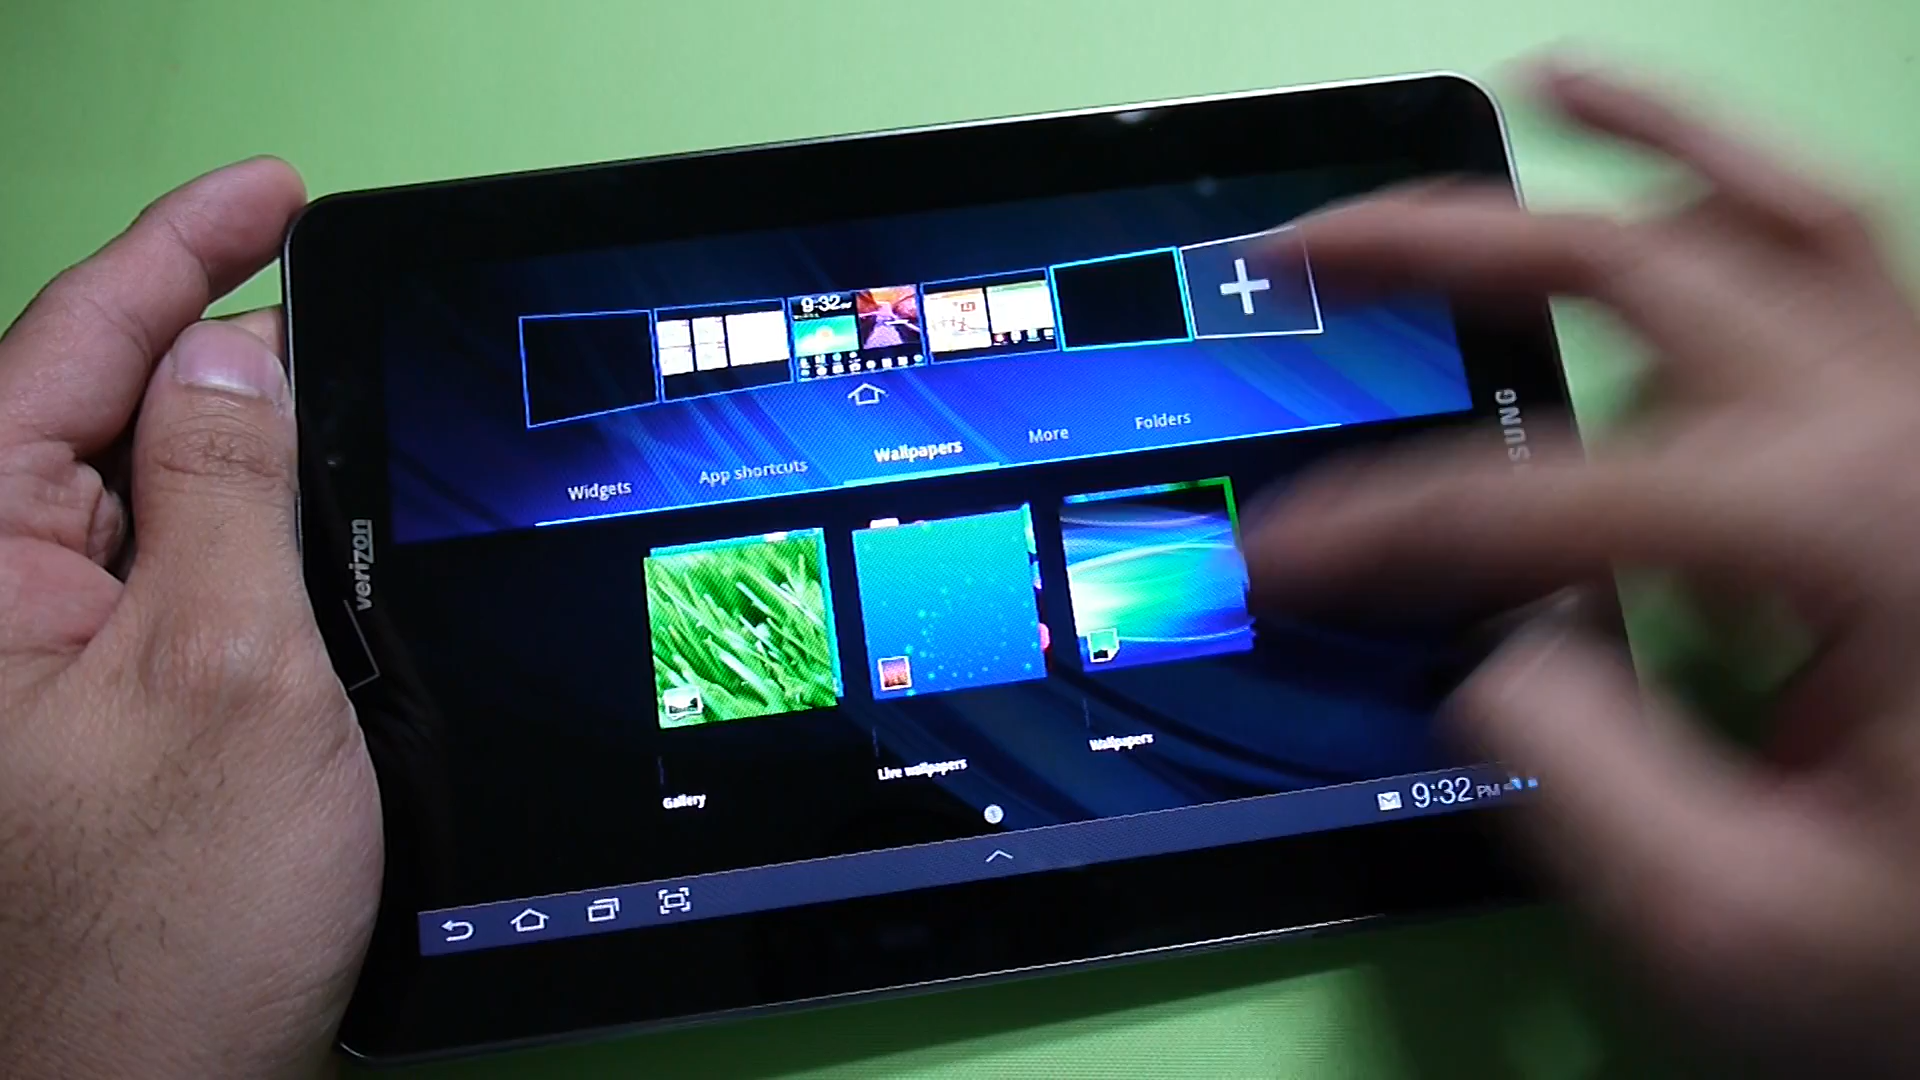 9:32
Widgets
App shortcuts
Wallpapers
More
Folders
verizon
SUNG
Gallery
Live wallpapers
Wallpapers
9:32 PM